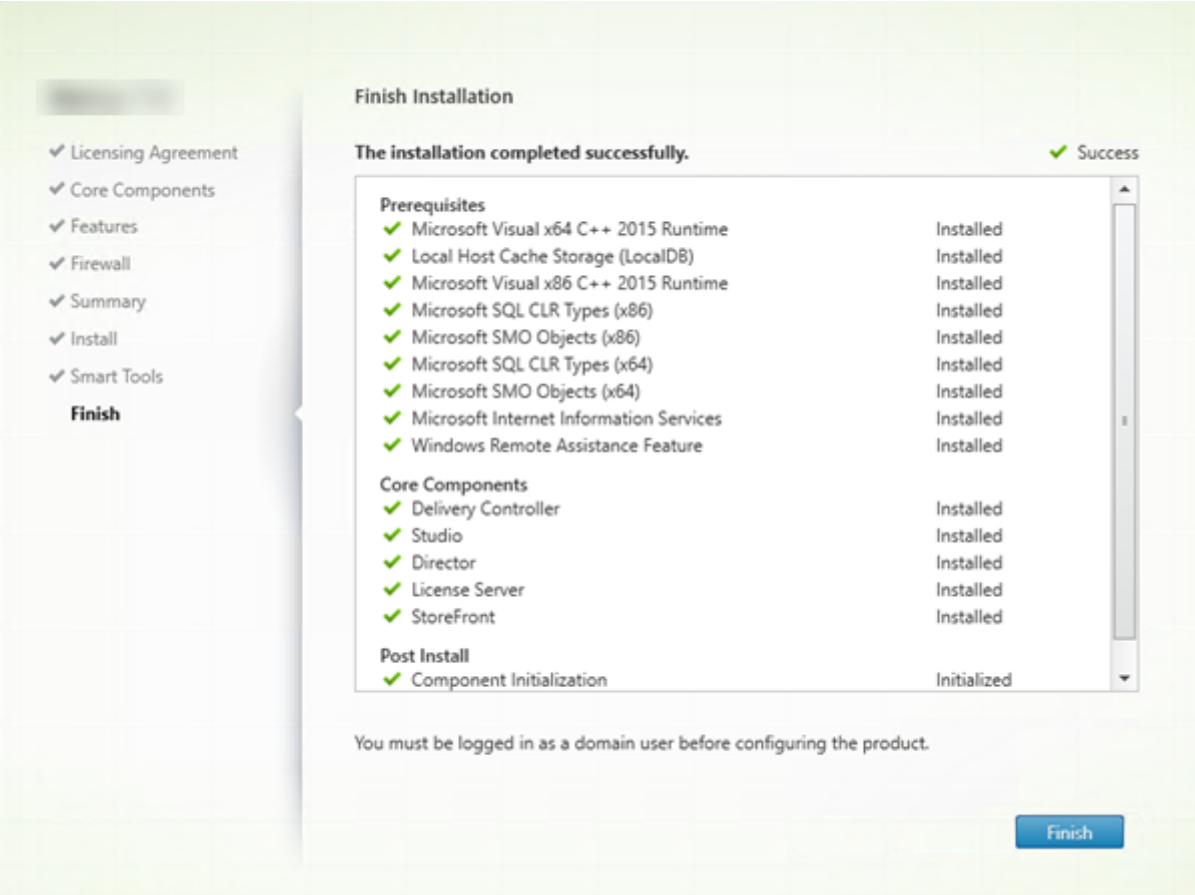 Licensing Agreement
Core Components
Features
Firewall
Summary
Install
Smart Tools
Finish
Finish Installation
The installation completed successfully. Success
Prerequisites
Microsoft Visual x64 C++ 2015 Runtime Installed
Local Host Cache Storage (LocalDB) Installed
Microsoft Visual x86 C++ 2015 Runtime Installed
Microsoft SQL CLR Types (x86) Installed
Microsoft SMO Objects (x86) Installed
Microsoft SQL CLR Types (x64) Installed
Microsoft SMO Objects (x64) Installed
Microsoft Internet Information Services Installed
Windows Remote Assistance Feature Installed
Core Components
Delivery Controller Installed
Studio Installed
Director Installed
License Server Installed
StoreFront Installed
Post Install
Component Initialization Initialized
You must be logged in as a domain user before configuring the product.
Finish